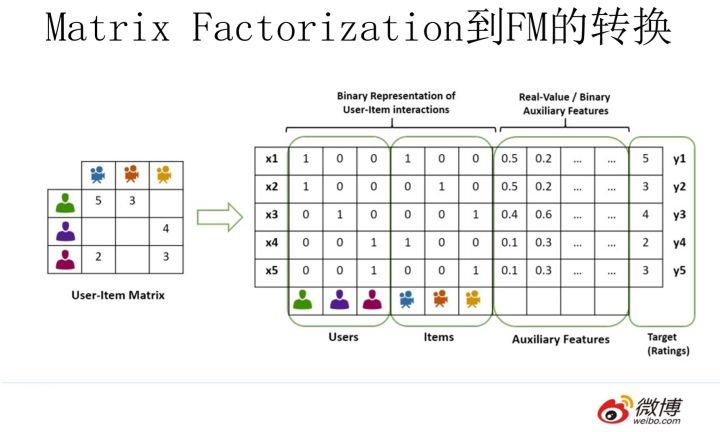 Matrix Factorization到FM的转换
Binary Representation of
User-Item interactions
Real-Value / Binary
Auxiliary Features
5 3
4
2 3
User-Item Matrix
x1 1 0 0 1 0 0 0.5 0.2 ... ... 5 y1
x2 1 0 0 0 1 0 0.5 0.2 ... ... 3 y2
x3 0 1 0 0 0 1 0.4 0.6 ... ... 4 y3
x4 0 0 1 1 0 0 0.1 0.3 ... ... 2 y4
x5 0 0 1 0 0 1 0.1 0.3 ... ... 3 y5
Users
Items
Auxiliary Features
Target
(Ratings)
微博
weibo.com